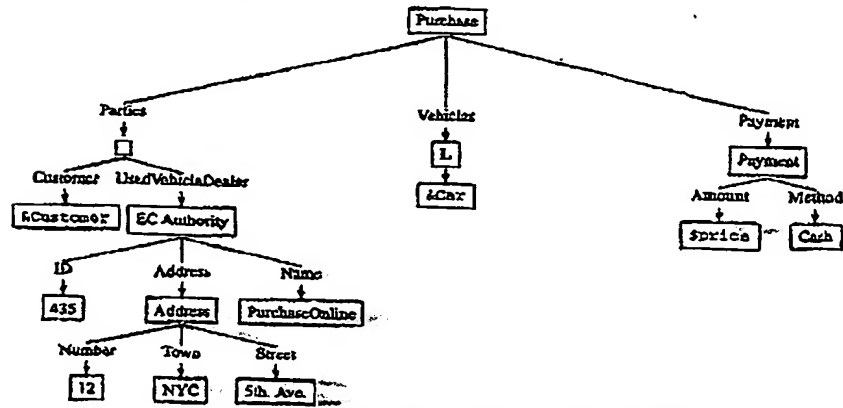 Purchase
Parties Vehicles Payment
L Payment
Customer UsedVehicleDealer &Car Amount Method
&Customer EC Authority $price Cash
ID Address Name
435 Address PurchaseOnline
Number Town Street
12 NYC 5th. Ave.